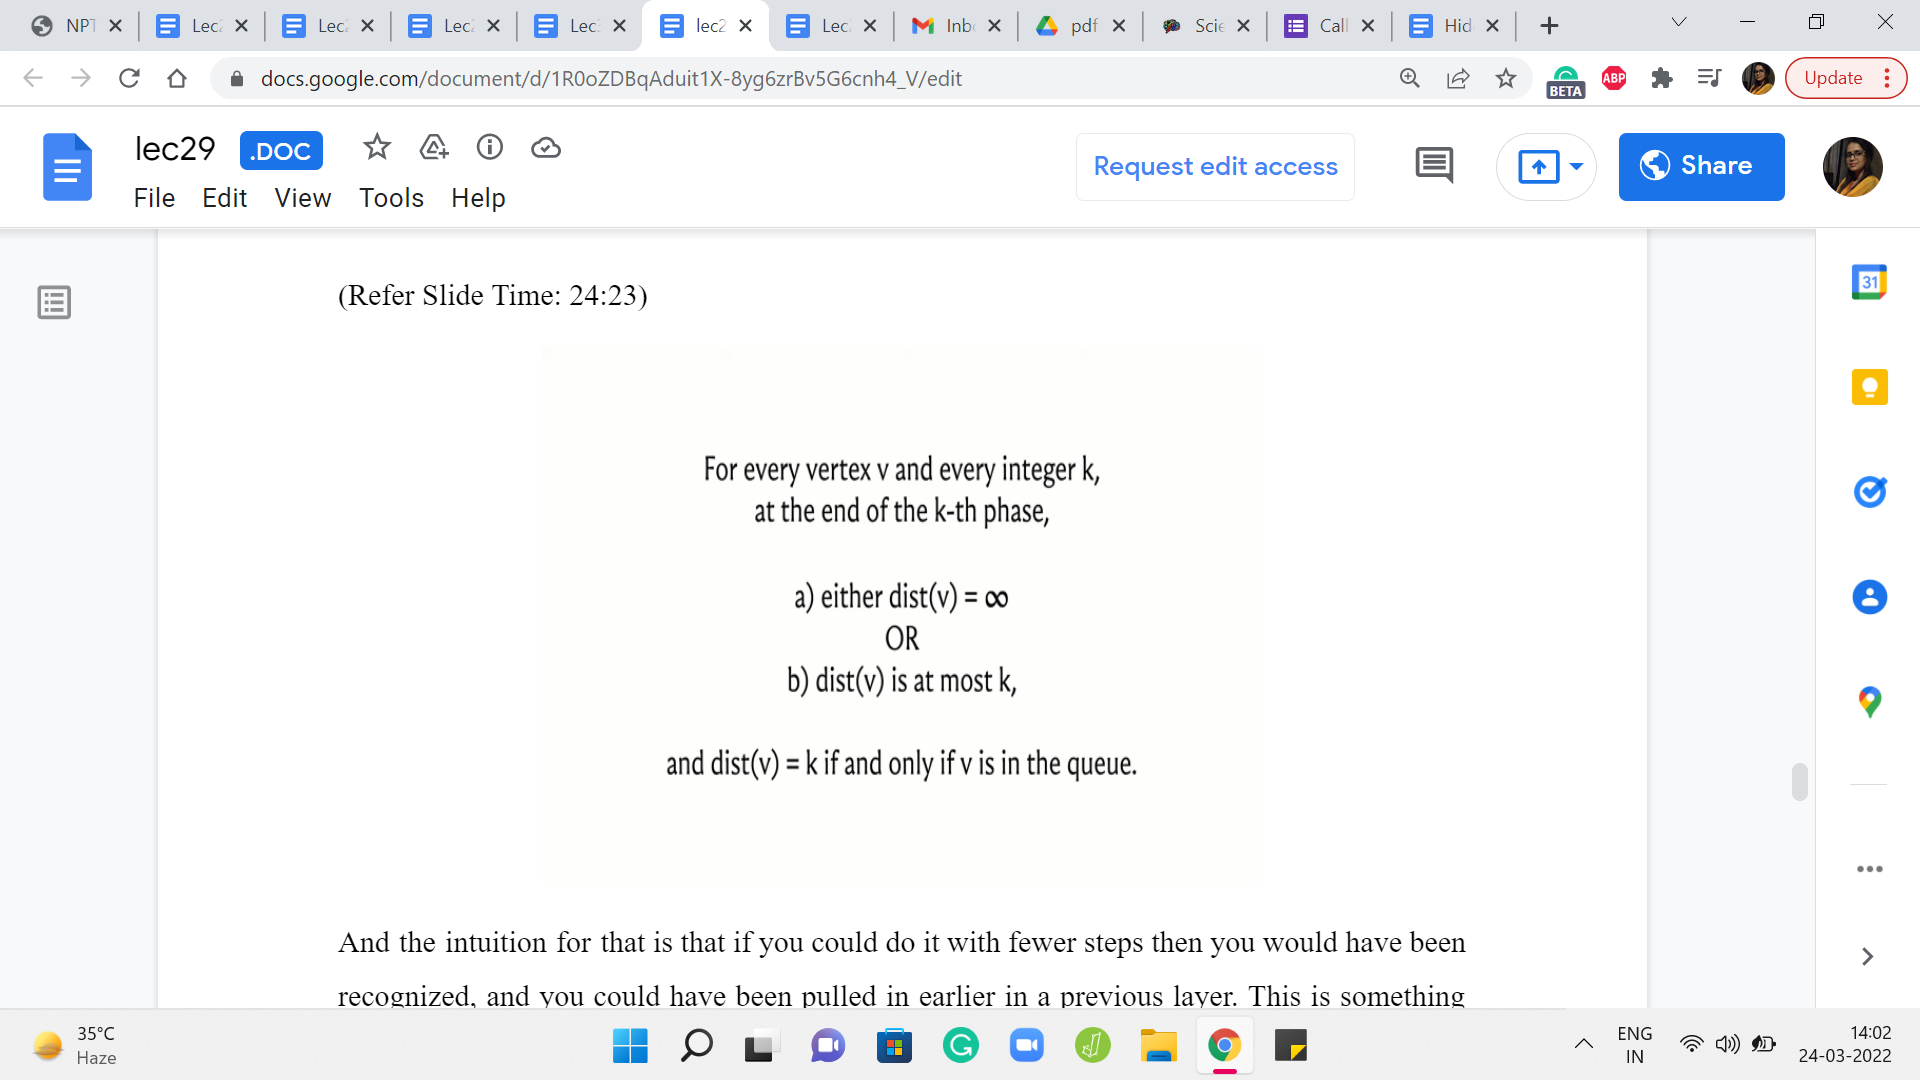 NPT
Lec
Lec
Lec
Lec
lec2
Lec
Inb
pdf
Scie
Call
Hid
docs.google.com/document/d/1R0oZDBqAduit1X-8yg6zrBv5G6cnh4_V/edit
BETA
ABP
Update
lec29
.DOC
File Edit View Tools Help
Request edit access
Share
31
(Refer Slide Time: 24:23)
For every vertex v and every integer k,
at the end of the k-th phase,
a) either dist(v) = ∞
OR
b) dist(v) is at most k,
and dist(v) = k if and only if v is in the queue.
And the intuition for that is that if you could do it with fewer steps then you would have been
recognized, and you could have been pulled in earlier in a previous layer. This is something
35°C
Haze
ENG
IN
14:02
24-03-2022